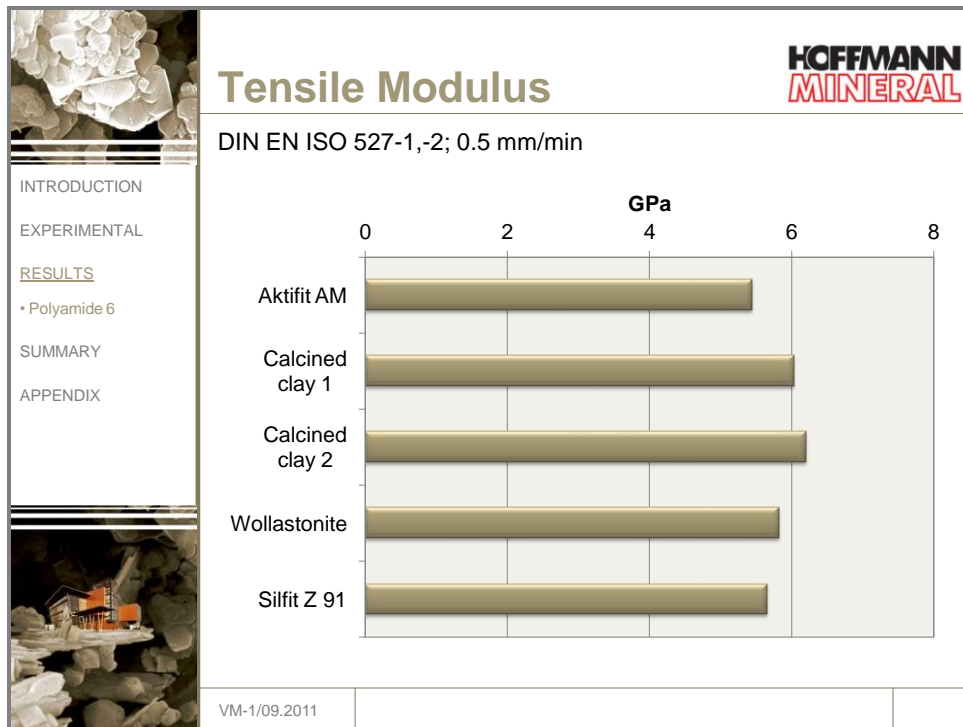 Tensile Modulus
HOFFMANN
MINERAL
DIN EN ISO 527-1,-2; 0.5 mm/min
INTRODUCTION
EXPERIMENTAL
RESULTS
• Polyamide 6
SUMMARY
APPENDIX
GPa
0 2 4 6 8
Aktifit AM
Calcined
clay 1
Calcined
clay 2
Wollastonite
Silfit Z 91
VM-1/09.2011